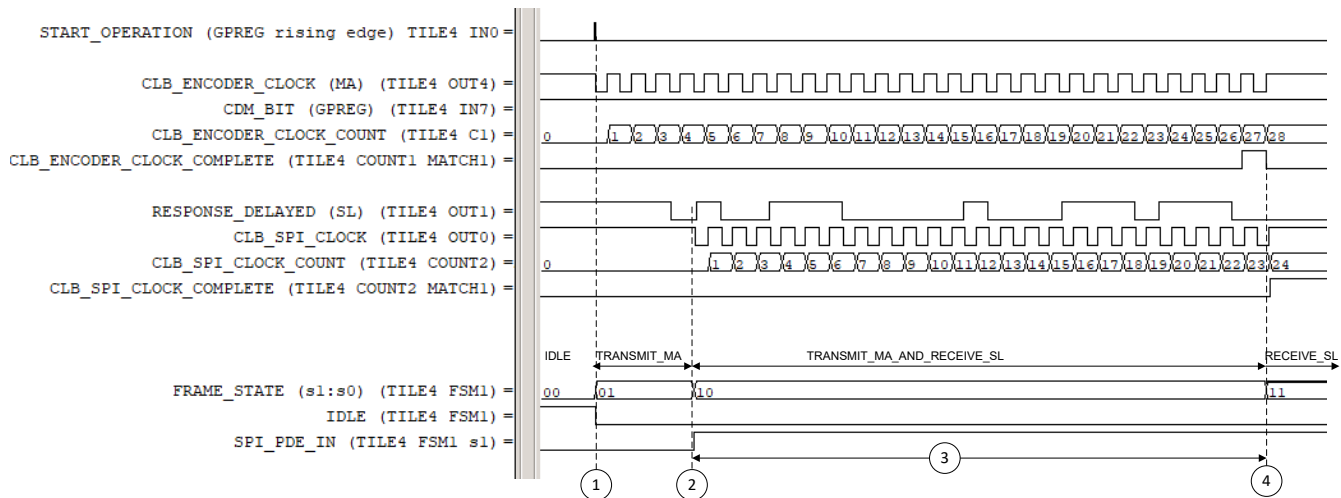 START_OPERATION (GPREG rising edge) TILE4 IN0 =
CLB_ENCODER_CLOCK (MA) (TILE4 OUT4) =
CDM_BIT (GPREG) (TILE4 IN7) =
CLB_ENCODER_CLOCK_COUNT (TILE4 C1) = 0 1 2 3 4 5 6 7 8 9 10 11 12 13 14 15 16 17 18 19 20 21 22 23 24 25 26 27 28
CLB_ENCODER_CLOCK_COMPLETE (TILE4 COUNT1 MATCH1) =
RESPONSE_DELAYED (SL) (TILE4 OUT1) =
CLB_SPI_CLOCK (TILE4 OUT0) =
CLB_SPI_CLOCK_COUNT (TILE4 COUNT2) = 0 1 2 3 4 5 6 7 8 9 10 11 12 13 14 15 16 17 18 19 20 21 22 23 24
CLB_SPI_CLOCK_COMPLETE (TILE4 COUNT2 MATCH1) =
IDLE TRANSMIT_MA TRANSMIT_MA_AND_RECEIVE_SL RECEIVE_SL
FRAME_STATE (s1:s0) (TILE4 FSM1) = 00 01 10 11
IDLE (TILE4 FSM1) =
SPI_PDE_IN (TILE4 FSM1 s1) =
1 2 3 4